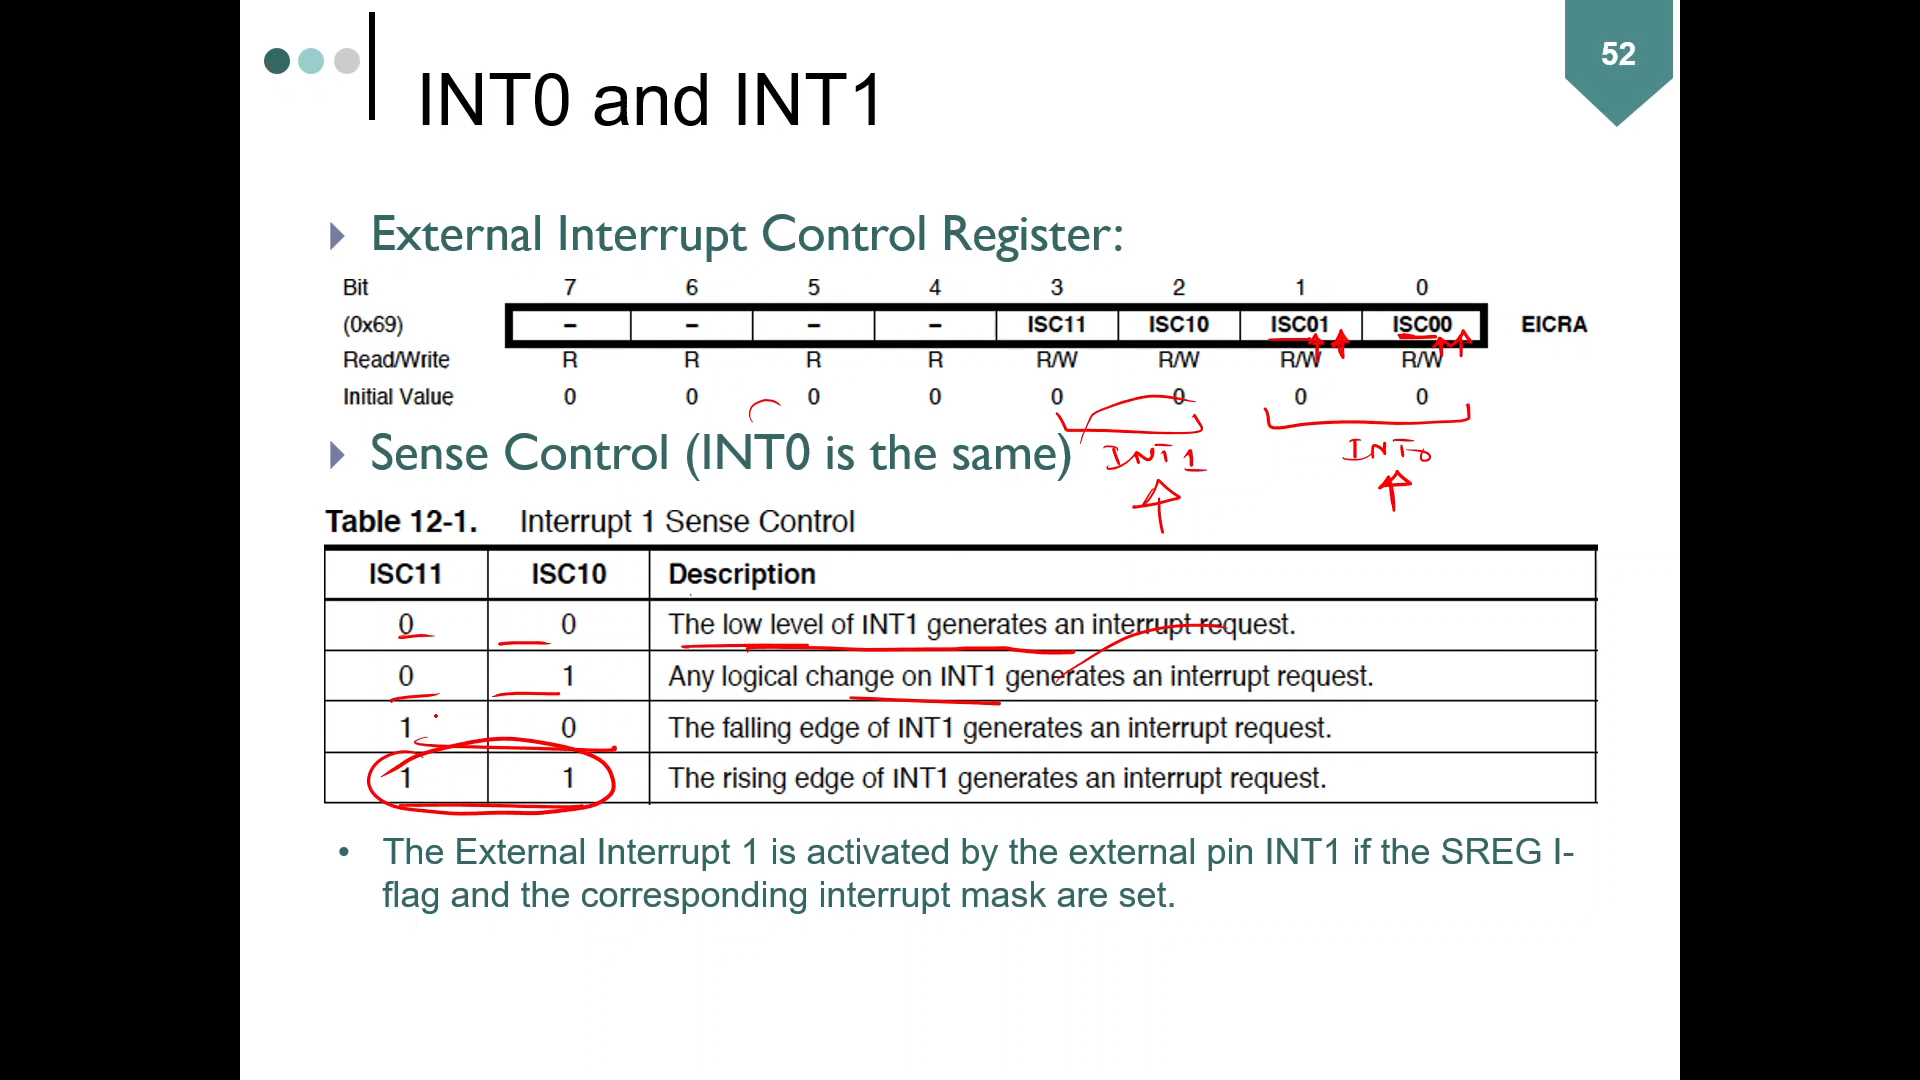 52
INT0 and INT1
External Interrupt Control Register:
Bit 7 6 5 4 3 2 1 0
(0x69) – – – – ISC11 ISC10 ISC01 ISC00 EICRA
Read/Write R R R R R/W R/W R/W R/W
Initial Value 0 0 0 0 0 0 0 0
Sense Control (INT0 is the same) INT1 INT0
Table 12-1. Interrupt 1 Sense Control
ISC11 ISC10 Description
0 0 The low level of INT1 generates an interrupt request.
0 1 Any logical change on INT1 generates an interrupt request.
1 0 The falling edge of INT1 generates an interrupt request.
1 1 The rising edge of INT1 generates an interrupt request.
• The External Interrupt 1 is activated by the external pin INT1 if the SREG I-
flag and the corresponding interrupt mask are set.